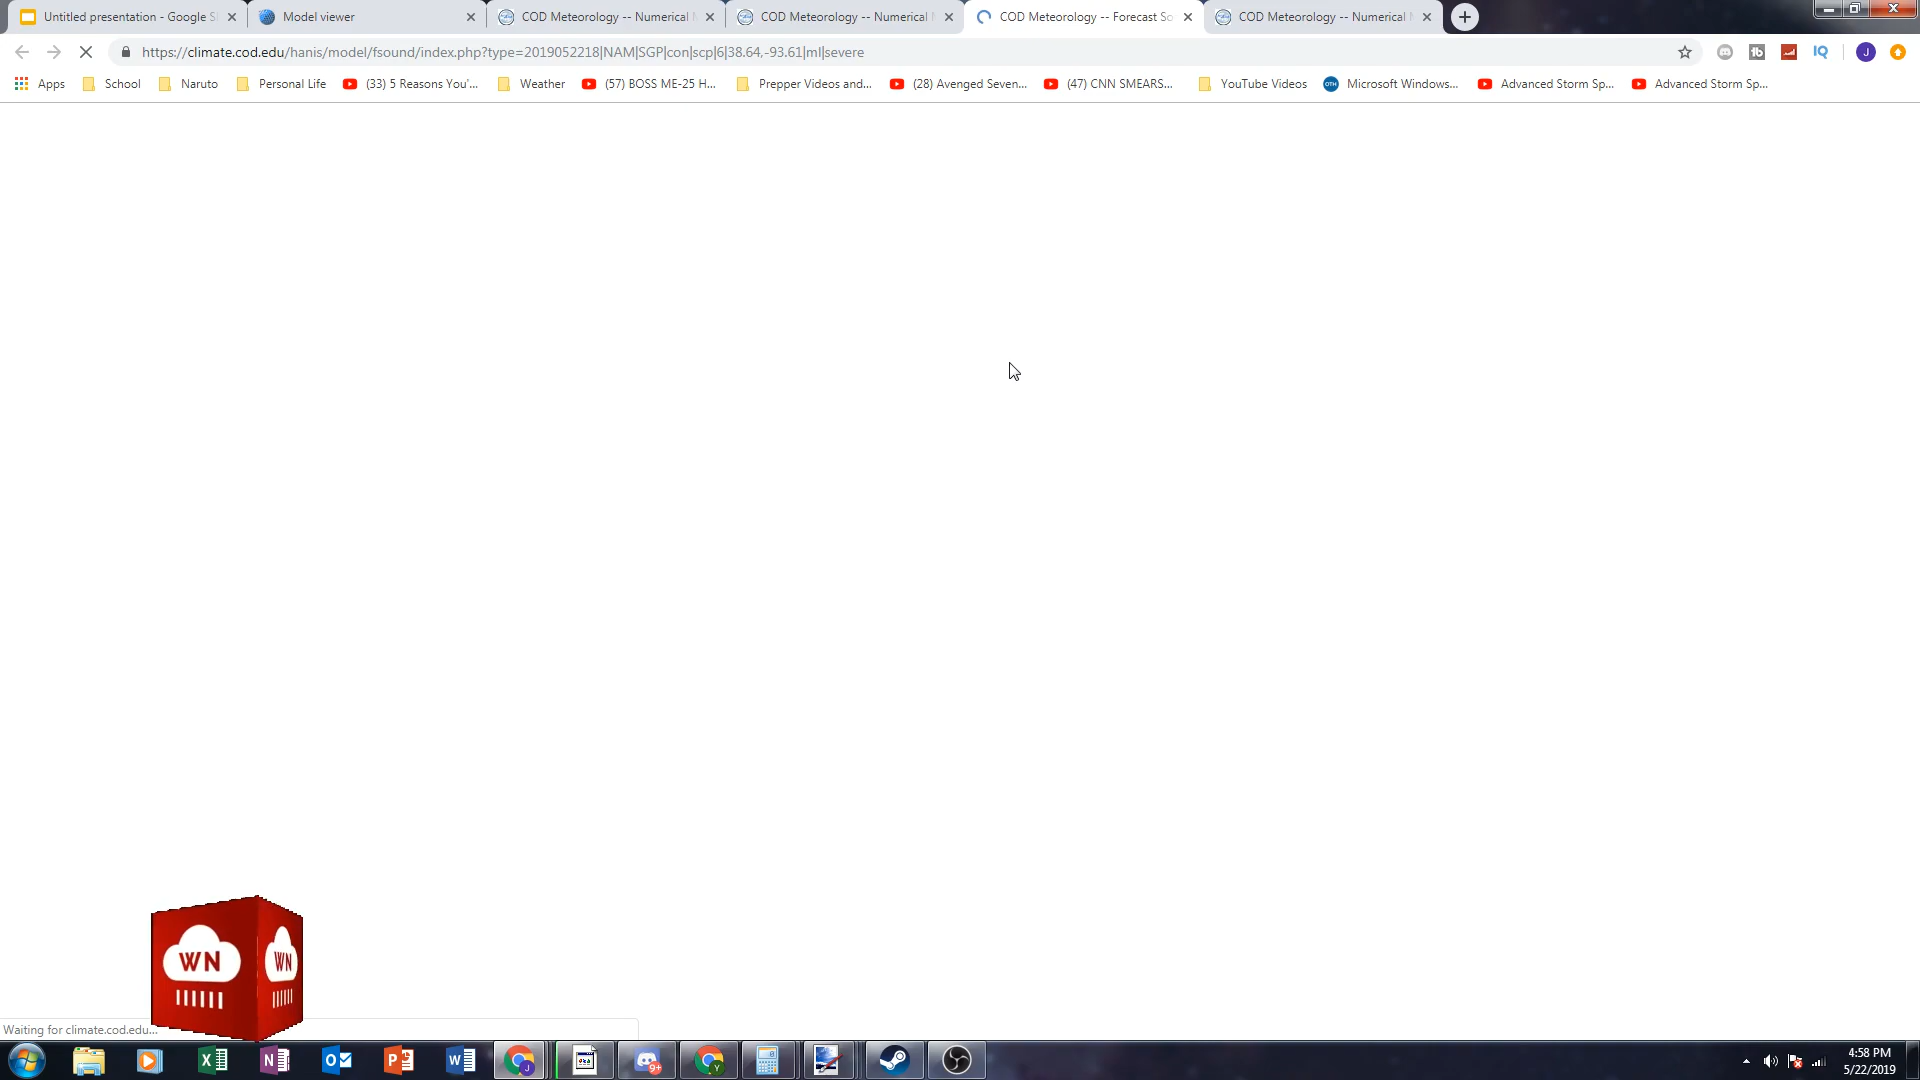 Untitled presentation - Google S
Model viewer
COD Meteorology -- Numerical
COD Meteorology -- Numerical
COD Meteorology -- Forecast So
COD Meteorology -- Numerical
https://climate.cod.edu/hanis/model/fsound/index.php?type=2019052218|NAM|SGP|con|scp|6|38.64,-93.61|ml|severe
Apps
School
Naruto
Personal Life
(33) 5 Reasons You'...
Weather
(57) BOSS ME-25 H...
Prepper Videos and...
(28) Avenged Seven...
(47) CNN SMEARS...
YouTube Videos
Microsoft Windows...
Advanced Storm Sp...
Advanced Storm Sp...
WN
WN
Waiting for climate.cod.edu...
4:58 PM
5/22/2019